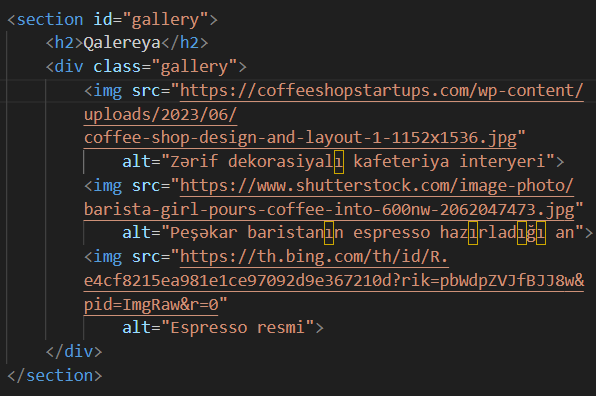 <section id="gallery">
<h2>Qalereya</h2>
<div class="gallery">
<img src="https://coffeeshopstartups.com/wp-content/
uploads/2023/06/
coffee-shop-design-and-layout-1-1152x1536.jpg"
alt="Zərif dekorasiyalı kafeteriya interyeri">
<img src="https://www.shutterstock.com/image-photo/
barista-girl-pours-coffee-into-600nw-2062047473.jpg"
alt="Peşəkar baristanın espresso hazırladığı an">
<img src="https://th.bing.com/th/id/R.
e4cf8215ea981e1ce97092d9e367210d?rik=pbWdpZVJfBJJ8w&
pid=ImgRaw&r=0"
alt="Espresso resmi">
</div>
</section>